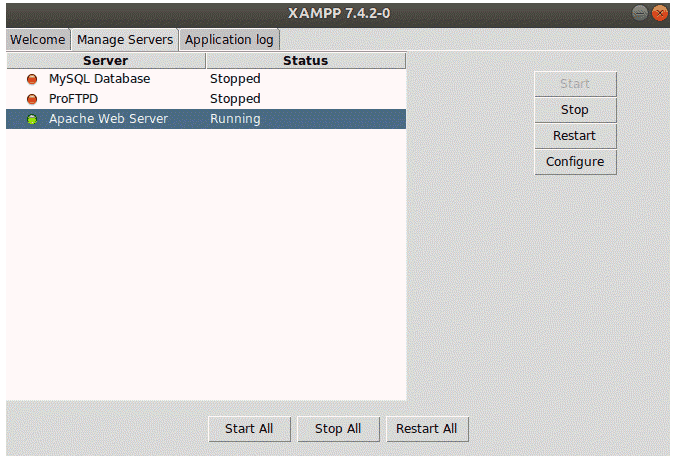 XAMPP 7.4.2-0
Welcome Manage Servers Application log
Server Status
MySQL Database Stopped
ProFTPD Stopped
Apache Web Server Running
Start
Stop
Restart
Configure
Start All Stop All Restart All